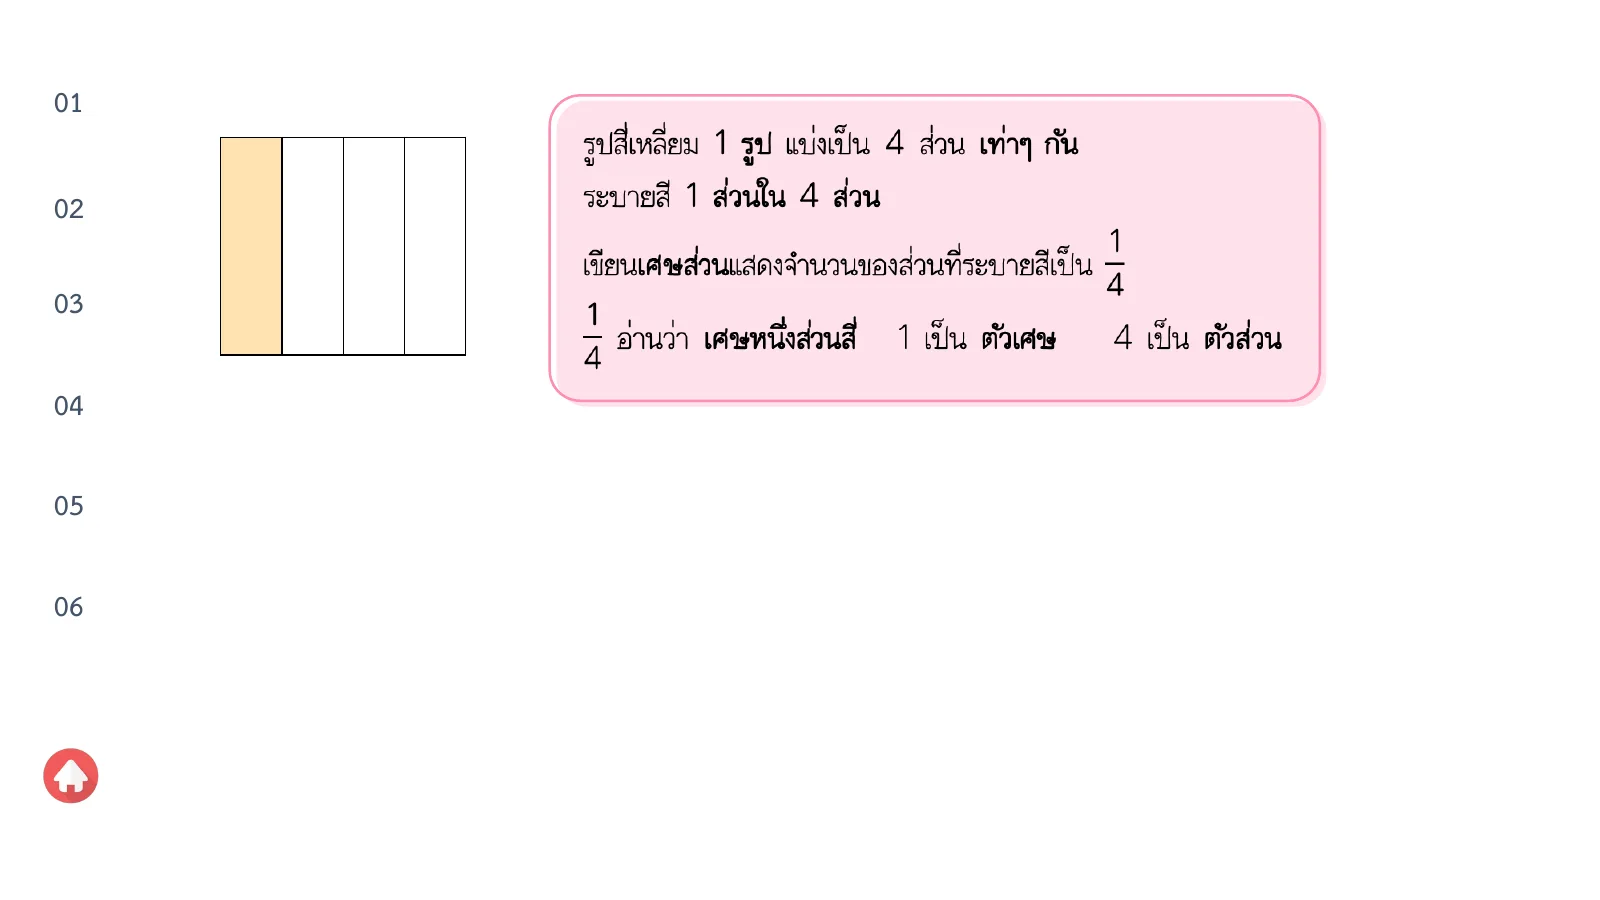 01
02
03
04
05
06
รูปสี่เหลี่ยม 1 รูป แบ่งเป็น 4 ส่วน เท่าๆ กัน
ระบายสี 1 ส่วนใน 4 ส่วน
เขียนเศษส่วนแสดงจำนวนของส่วนที่ระบายสีเป็น 1/4
1/4 อ่านว่า เศษหนึ่งส่วนสี่ 1 เป็น ตัวเศษ 4 เป็น ตัวส่วน